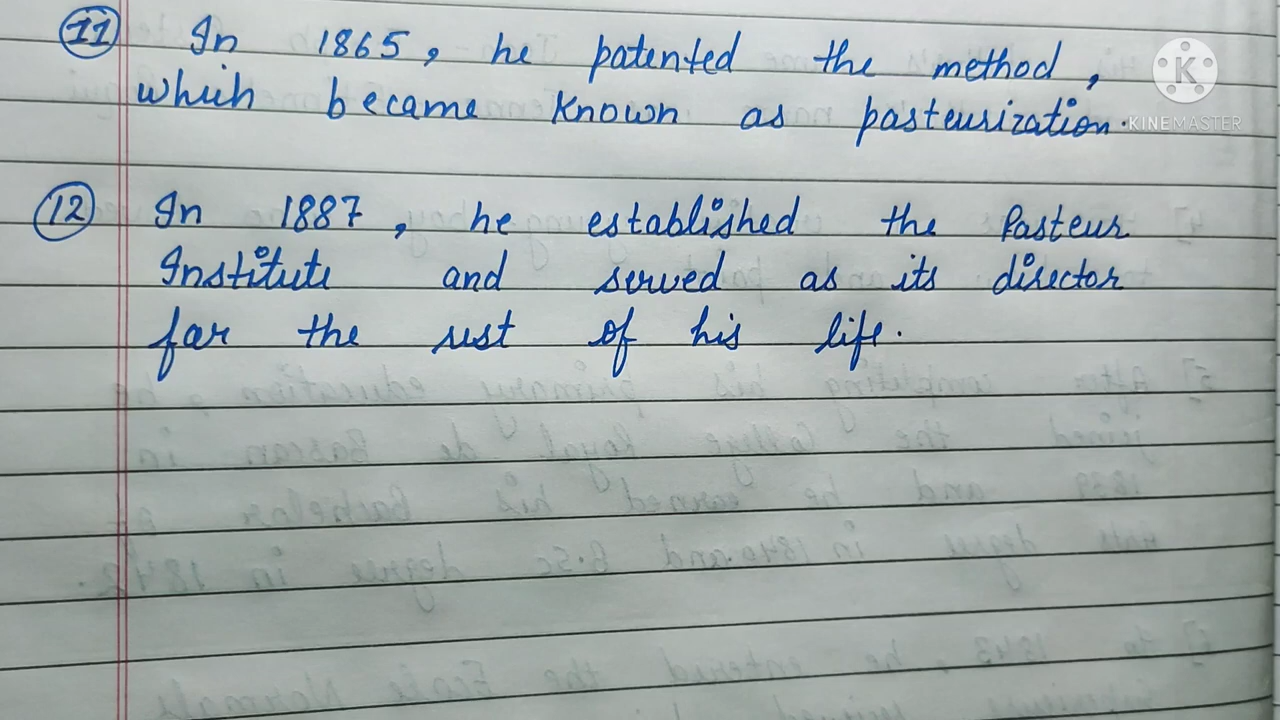 11 In 1865, he patented the method,
which became known as pasteurization.
K KINEMASTER
12 In 1887, he established the Pasteur
Institute and served as its director
for the rest of his life.